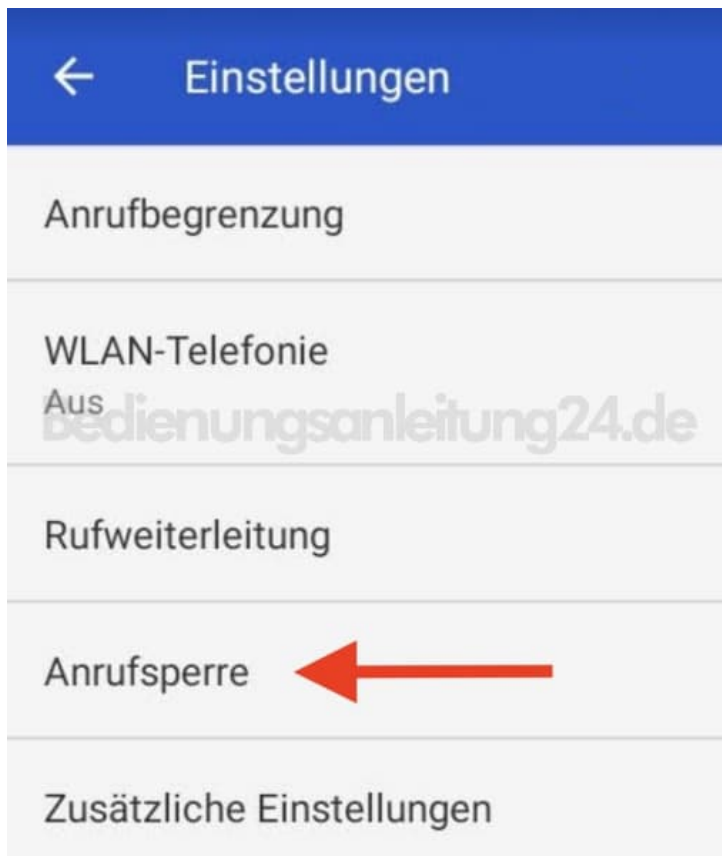 Einstellungen
Anrufbegrenzung
WLAN-Telefonie
Aus
Bedienungsanleitung24.de
Rufweiterleitung
Anrufsperre
Zusätzliche Einstellungen